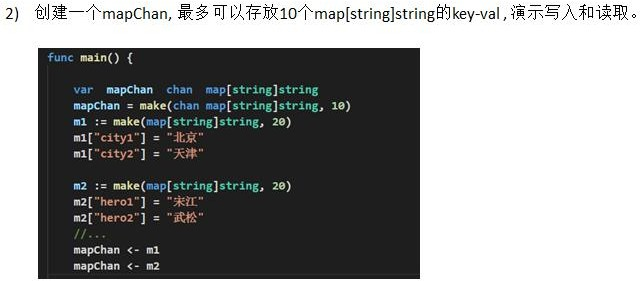 2) 创建一个mapChan, 最多可以存放10个map[string]string的key-val , 演示写入和读取。
func main() {
var mapChan chan map[string]string
mapChan = make(chan map[string]string, 10)
m1 := make(map[string]string, 20)
m1["city1"] = "北京"
m1["city2"] = "天津"
m2 := make(map[string]string, 20)
m2["hero1"] = "宋江"
m2["hero2"] = "武松"
//...
mapChan <- m1
mapChan <- m2